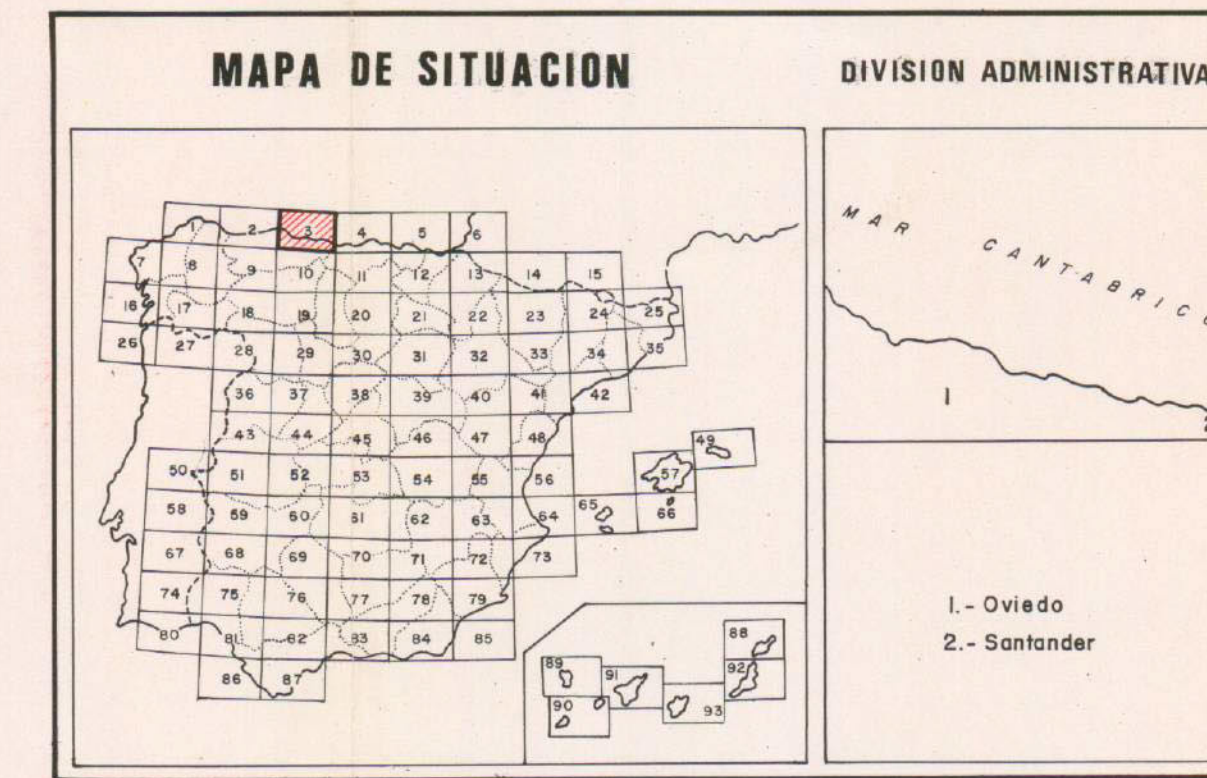 MAPA DE SITUACION
DIVISION ADMINISTRATIVA
1 2 3 4 5 6
7 8 9 10 11 12 13 14 15
16 17 18 19 20 21 22 23 24 25
26 27 28 29 30 31 32 33 34 35
36 37 38 39 40 41 42
43 44 45 46 47 48 49
50 51 52 53 54 55 56 57
58 59 60 61 62 63 64 65 66
67 68 69 70 71 72 73
74 75 76 77 78 79
80 81 82 83 84 85
86 87
88
89 91 92
90 93
MAR CANTABRICO
1
1.- Oviedo
2.- Santander